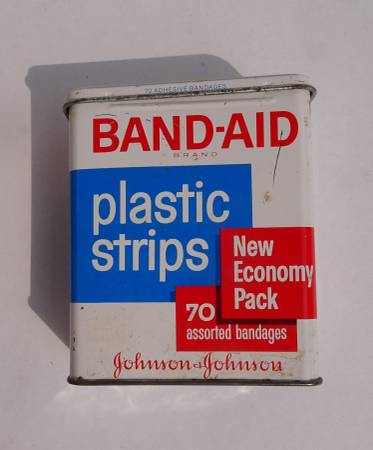 70 ADHESIVE BANDAGES
BAND-AID
BRAND
plastic
strips
New
Economy
Pack
70
assorted bandages
Johnson & Johnson